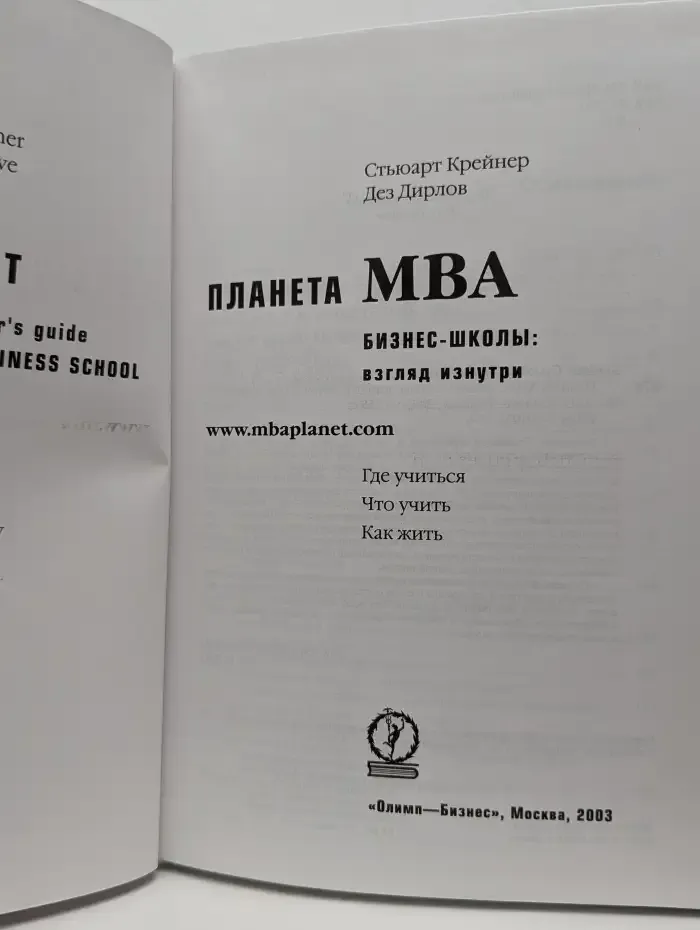 've
T
r's guide
INESS SCHOOL
Стьюарт Крейнер
Дез Дирлов
ПЛАНЕТА MBA
БИЗНЕС-ШКОЛЫ:
взгляд изнутри
www.mbaplanet.com
Где учиться
Что учить
Как жить
«Олимп—Бизнес», Москва, 2003